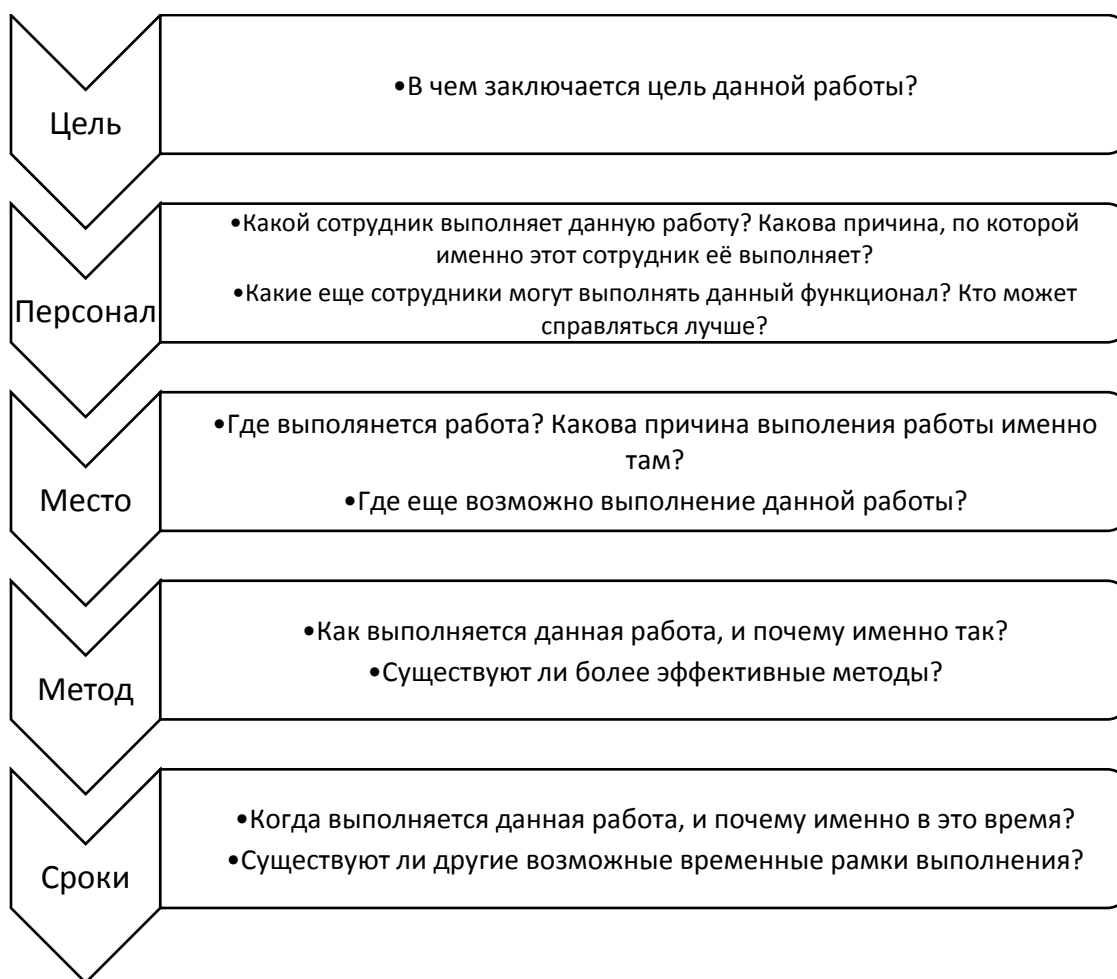 Цель
•В чем заключается цель данной работы?
Персонал
•Какой сотрудник выполняет данную работу? Какова причина, по которой
именно этот сотрудник её выполняет?
•Какие еще сотрудники могут выполнять данный функционал? Кто может
справляться лучше?
Место
•Где выполянется работа? Какова причина выполения работы именно
там?
•Где еще возможно выполнение данной работы?
Метод
•Как выполняется данная работа, и почему именно так?
•Существуют ли более эффективные методы?
Сроки
•Когда выполняется данная работа, и почему именно в это время?
•Существуют ли другие возможные временные рамки выполнения?